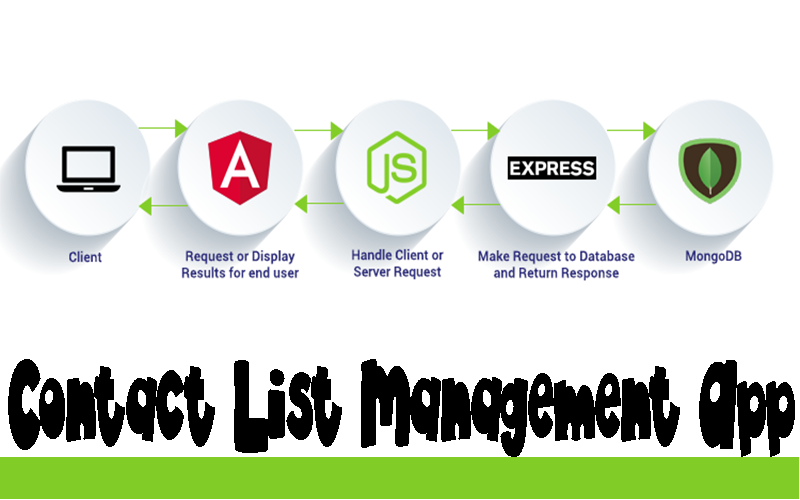 A
JS
EXPRESS
Client
Request or Display
Results for end user
Handle Client or
Server Request
Make Request to Database
and Return Response
MongoDB
Contact List Management App